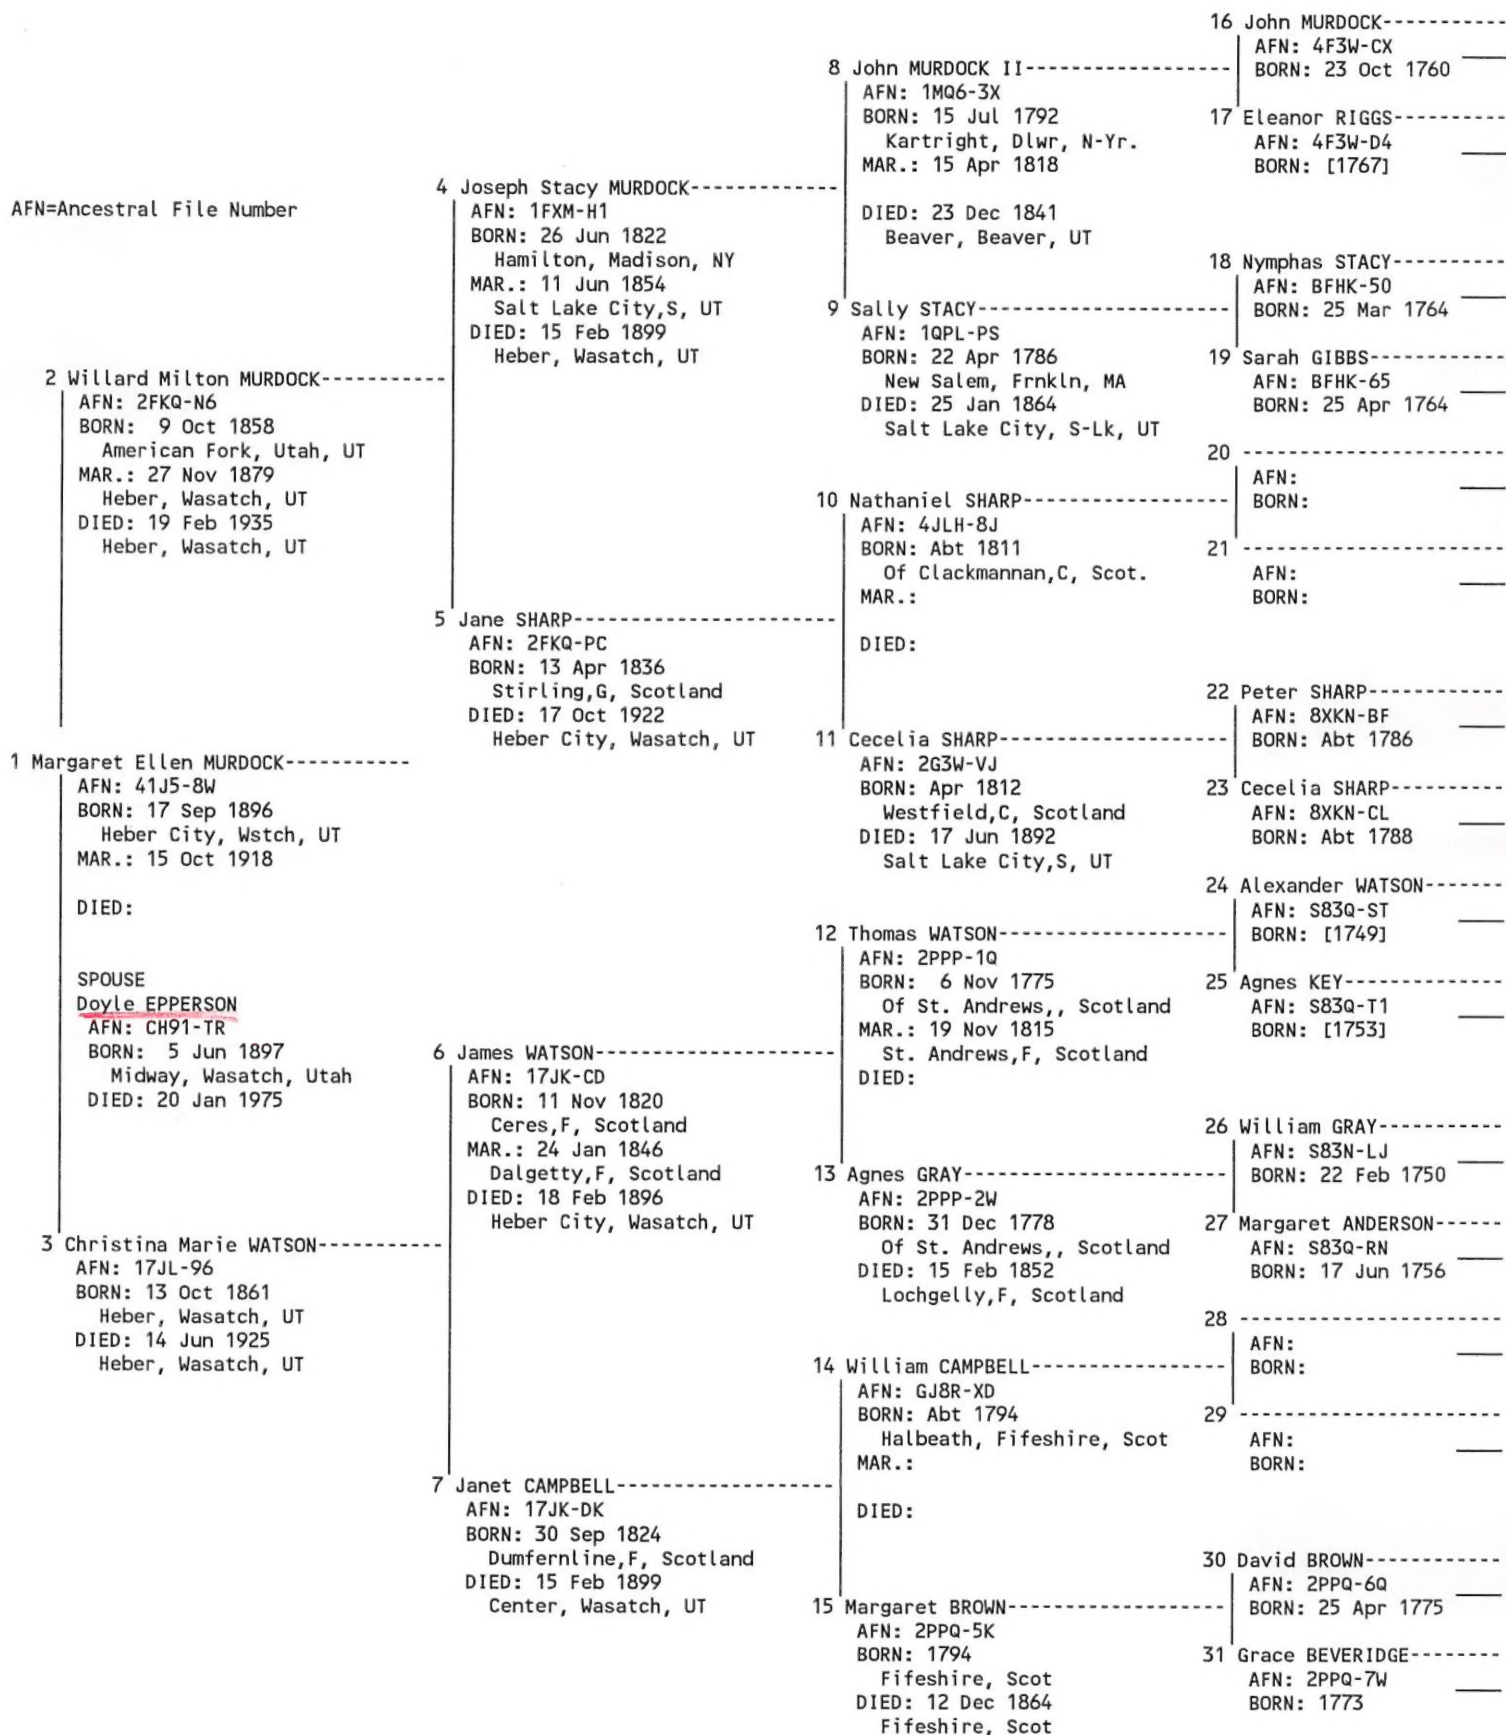 AFN=Ancestral File Number
1 Margaret Ellen MURDOCK-----------
AFN: 41J5-8W
BORN: 17 Sep 1896
Heber City, Wstch, UT
MAR.: 15 Oct 1918
DIED:
SPOUSE
Doyle EPPERSON
AFN: CH91-TR
BORN: 5 Jun 1897
Midway, Wasatch, Utah
DIED: 20 Jan 1975
2 Willard Milton MURDOCK-----------
AFN: 2FKQ-N6
BORN: 9 Oct 1858
American Fork, Utah, UT
MAR.: 27 Nov 1879
Heber, Wasatch, UT
DIED: 19 Feb 1935
Heber, Wasatch, UT
3 Christina Marie WATSON-----------
AFN: 17JL-96
BORN: 13 Oct 1861
Heber, Wasatch, UT
DIED: 14 Jun 1925
Heber, Wasatch, UT
4 Joseph Stacy MURDOCK-------------
AFN: 1FXM-H1
BORN: 26 Jun 1822
Hamilton, Madison, NY
MAR.: 11 Jun 1854
Salt Lake City,S, UT
DIED: 15 Feb 1899
Heber, Wasatch, UT
5 Jane SHARP-----------------------
AFN: 2FKQ-PC
BORN: 13 Apr 1836
Stirling,G, Scotland
DIED: 17 Oct 1922
Heber City, Wasatch, UT
6 James WATSON---------------------
AFN: 17JK-CD
BORN: 11 Nov 1820
Ceres,F, Scotland
MAR.: 24 Jan 1846
Dalgetty,F, Scotland
DIED: 18 Feb 1896
Heber City, Wasatch, UT
7 Janet CAMPBELL-------------------
AFN: 17JK-DK
BORN: 30 Sep 1824
Dumfernline,F, Scotland
DIED: 15 Feb 1899
Center, Wasatch, UT
8 John MURDOCK II------------------
AFN: 1MQ6-3X
BORN: 15 Jul 1792
Kartright, Dlwr, N-Yr.
MAR.: 15 Apr 1818
DIED: 23 Dec 1841
Beaver, Beaver, UT
9 Sally STACY----------------------
AFN: 1QPL-PS
BORN: 22 Apr 1786
New Salem, Frnkln, MA
DIED: 25 Jan 1864
Salt Lake City, S-Lk, UT
10 Nathaniel SHARP------------------
AFN: 4JLH-8J
BORN: Abt 1811
Of Clackmannan,C, Scot.
MAR.:
DIED:
11 Cecelia SHARP--------------------
AFN: 2G3W-VJ
BORN: Apr 1812
Westfield,C, Scotland
DIED: 17 Jun 1892
Salt Lake City,S, UT
12 Thomas WATSON--------------------
AFN: 2PPP-1Q
BORN: 6 Nov 1775
Of St. Andrews,, Scotland
MAR.: 19 Nov 1815
St. Andrews,F, Scotland
DIED:
13 Agnes GRAY-----------------------
AFN: 2PPP-2W
BORN: 31 Dec 1778
Of St. Andrews,, Scotland
DIED: 15 Feb 1852
Lochgelly,F, Scotland
14 William CAMPBELL-----------------
AFN: GJ8R-XD
BORN: Abt 1794
Halbeath, Fifeshire, Scot
MAR.:
DIED:
15 Margaret BROWN-------------------
AFN: 2PPQ-5K
BORN: 1794
Fifeshire, Scot
DIED: 12 Dec 1864
Fifeshire, Scot
16 John MURDOCK-----------
AFN: 4F3W-CX
BORN: 23 Oct 1760
17 Eleanor RIGGS----------
AFN: 4F3W-D4
BORN: [1767]
18 Nymphas STACY----------
AFN: BFHK-50
BORN: 25 Mar 1764
19 Sarah GIBBS------------
AFN: BFHK-65
BORN: 25 Apr 1764
20 ------------------------
AFN:
BORN:
21 ------------------------
AFN:
BORN:
22 Peter SHARP------------
AFN: 8XKN-BF
BORN: Abt 1786
23 Cecelia SHARP----------
AFN: 8XKN-CL
BORN: Abt 1788
24 Alexander WATSON-------
AFN: S83Q-ST
BORN: [1749]
25 Agnes KEY--------------
AFN: S83Q-T1
BORN: [1753]
26 William GRAY-----------
AFN: S83N-LJ
BORN: 22 Feb 1750
27 Margaret ANDERSON------
AFN: S83Q-RN
BORN: 17 Jun 1756
28 ------------------------
AFN:
BORN:
29 ------------------------
AFN:
BORN:
30 David BROWN------------
AFN: 2PPQ-6Q
BORN: 25 Apr 1775
31 Grace BEVERIDGE--------
AFN: 2PPQ-7W
BORN: 1773